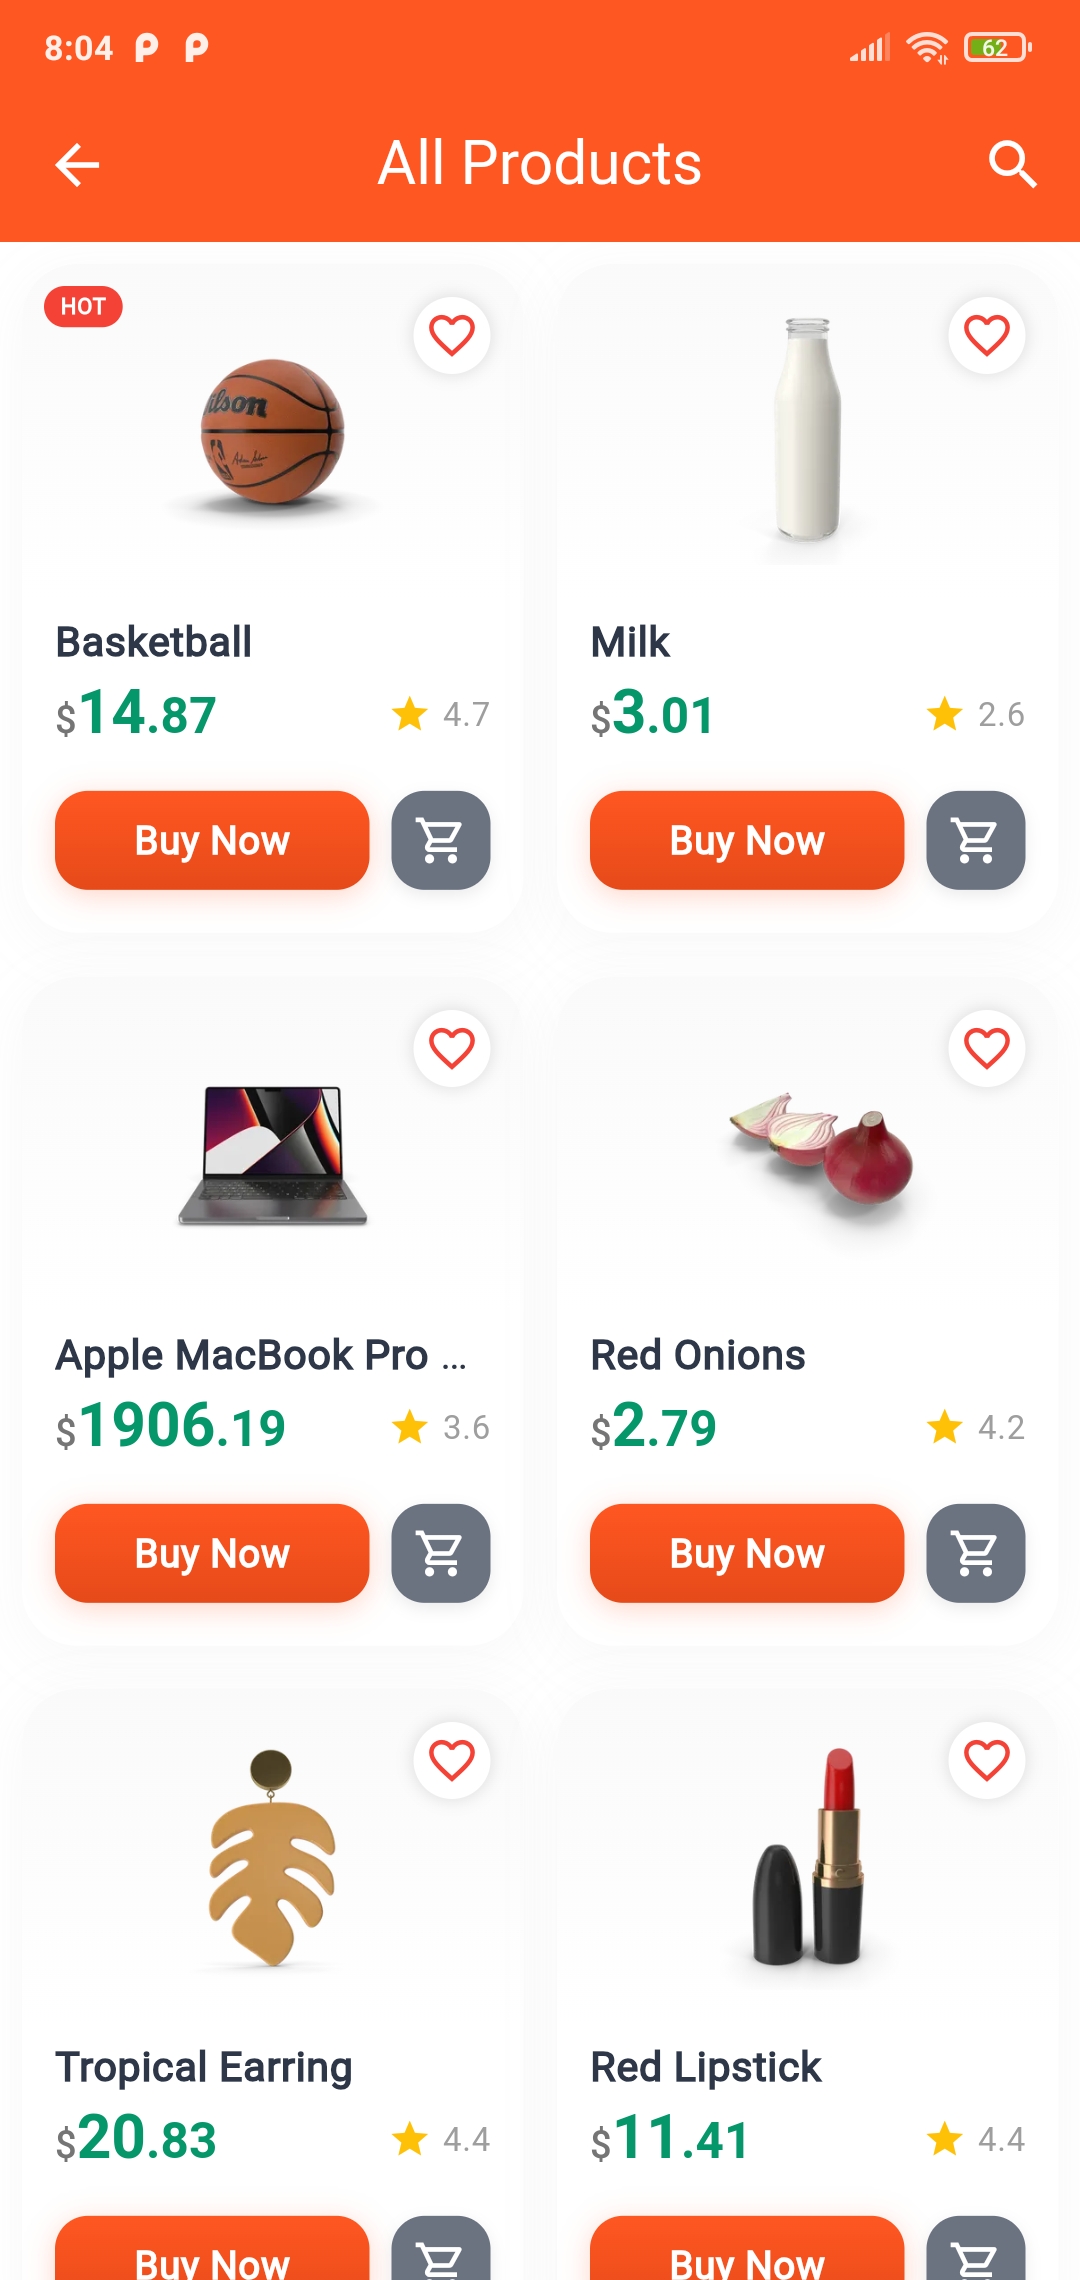 8:04
62
All Products
HOT
ilson
Basketball
$14.87
4.7
Buy Now
Milk
$3.01
2.6
Buy Now
Apple MacBook Pro ...
$1906.19
3.6
Buy Now
Red Onions
$2.79
4.2
Buy Now
Tropical Earring
$20.83
4.4
Buy Now
Red Lipstick
$11.41
4.4
Buy Now